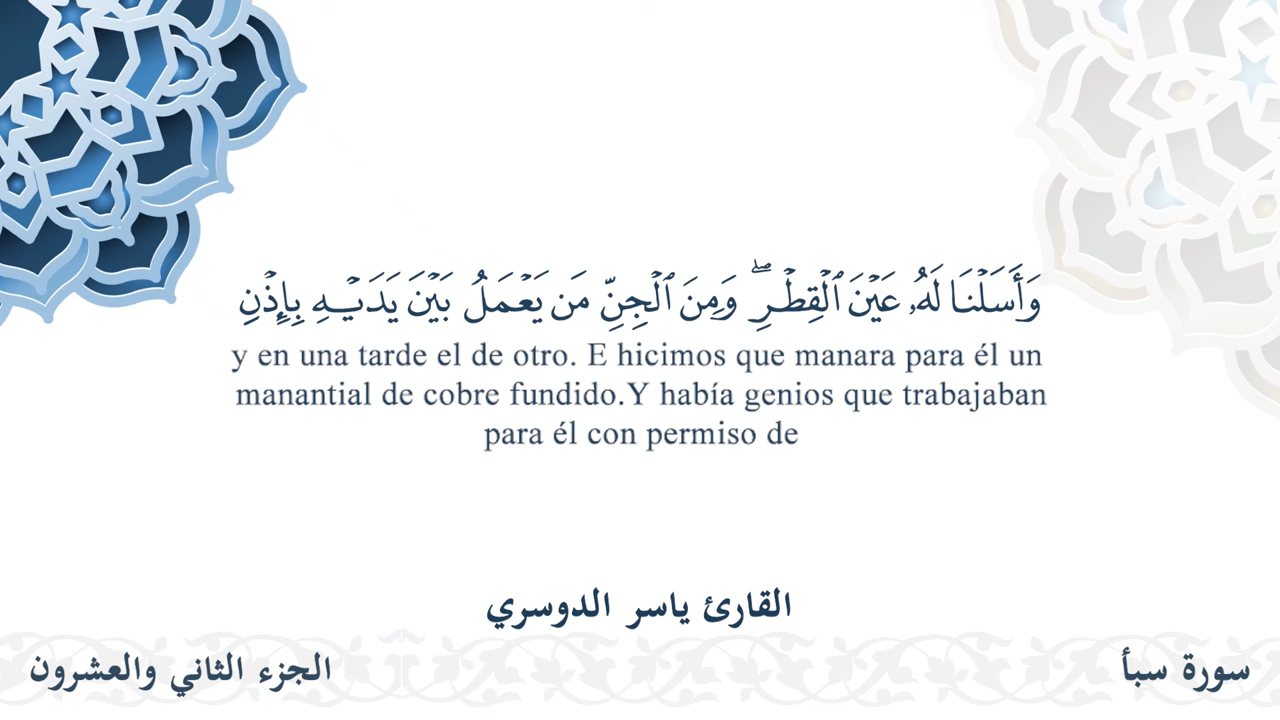 وَأَسَلْنَا لَهُۥ عَيْنَ ٱلْقِطْرِ ۖ وَمِنَ ٱلْجِنِّ مَن يَعْمَلُ بَيْنَ يَدَيْهِ بِإِذْنِ
y en una tarde el de otro. E hicimos que manara para él un
manantial de cobre fundido.Y había genios que trabajaban
para él con permiso de
القارئ ياسر الدوسري
سورة سبأ
الجزء الثاني والعشرون